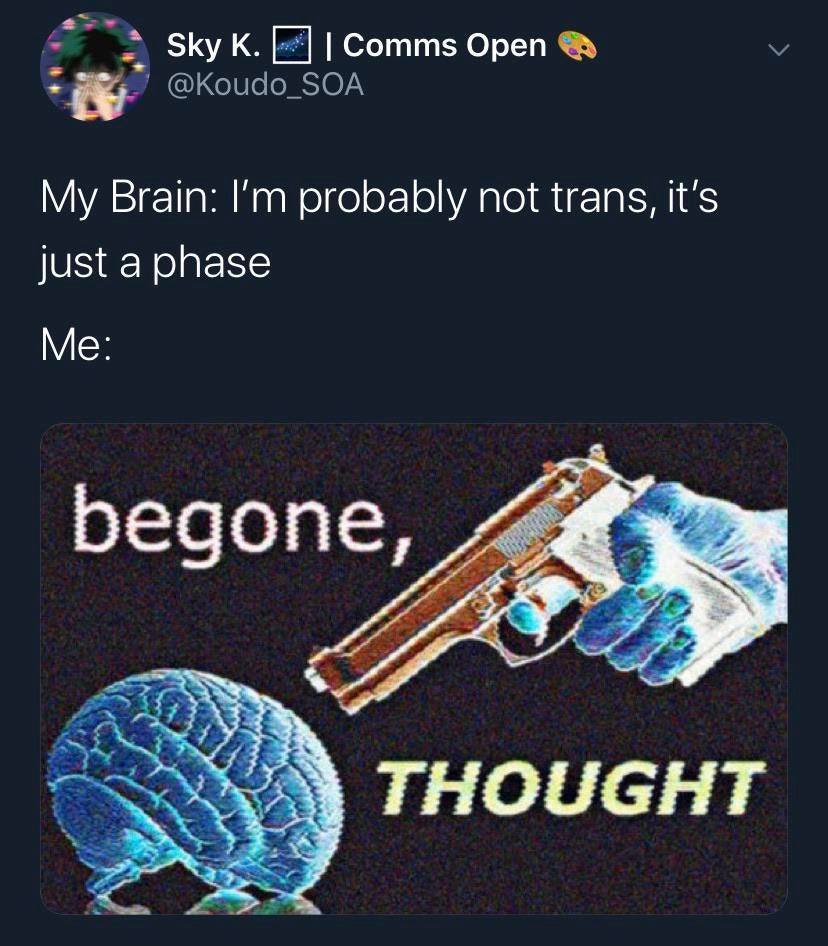 Sky K. 🌌 | Comms Open 🎨
@Koudo_SOA
My Brain: I'm probably not trans, it's
just a phase
Me:
begone,
THOUGHT